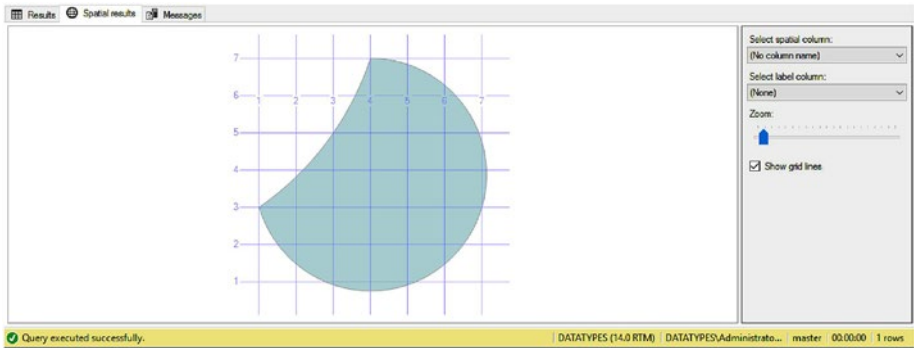 Results Spatial results Messages
7
6
1 2 3 4 5 6 7
5
4
3
2
1
Select spatial column:
(No column name)
Select label column:
(None)
Zoom:
Show grid lines
Query executed successfully. DATATYPES (14.0 RTM) DATATYPES\Administrato... master 00:00:00 1 rows